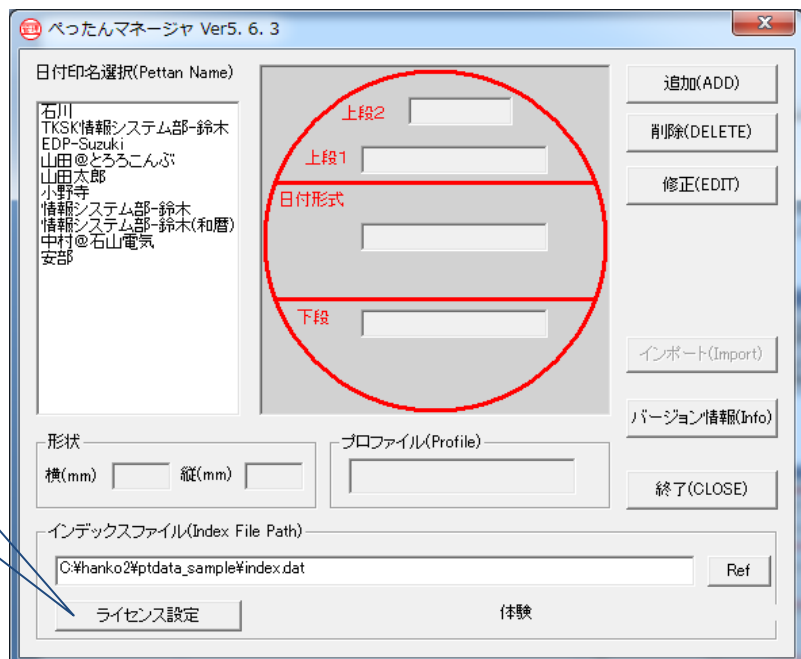 ぺったんマネージャ Ver5. 6. 3
日付印名選択(Pettan Name)
石川
TKSK情報システム部-鈴木
EDP-Suzuki
山田@とろろこんぶ
山田太郎
小野寺
情報システム部-鈴木
情報システム部-鈴木(和暦)
中村@石山電気
安部
上段2
上段1
日付形式
下段
追加(ADD)
削除(DELETE)
修正(EDIT)
インポート(Import)
バージョン情報(Info)
終了(CLOSE)
形状
横(mm)
縦(mm)
プロファイル(Profile)
インデックスファイル(Index File Path)
C:¥hanko2¥ptdata_sample¥index.dat
Ref
ライセンス設定
体験